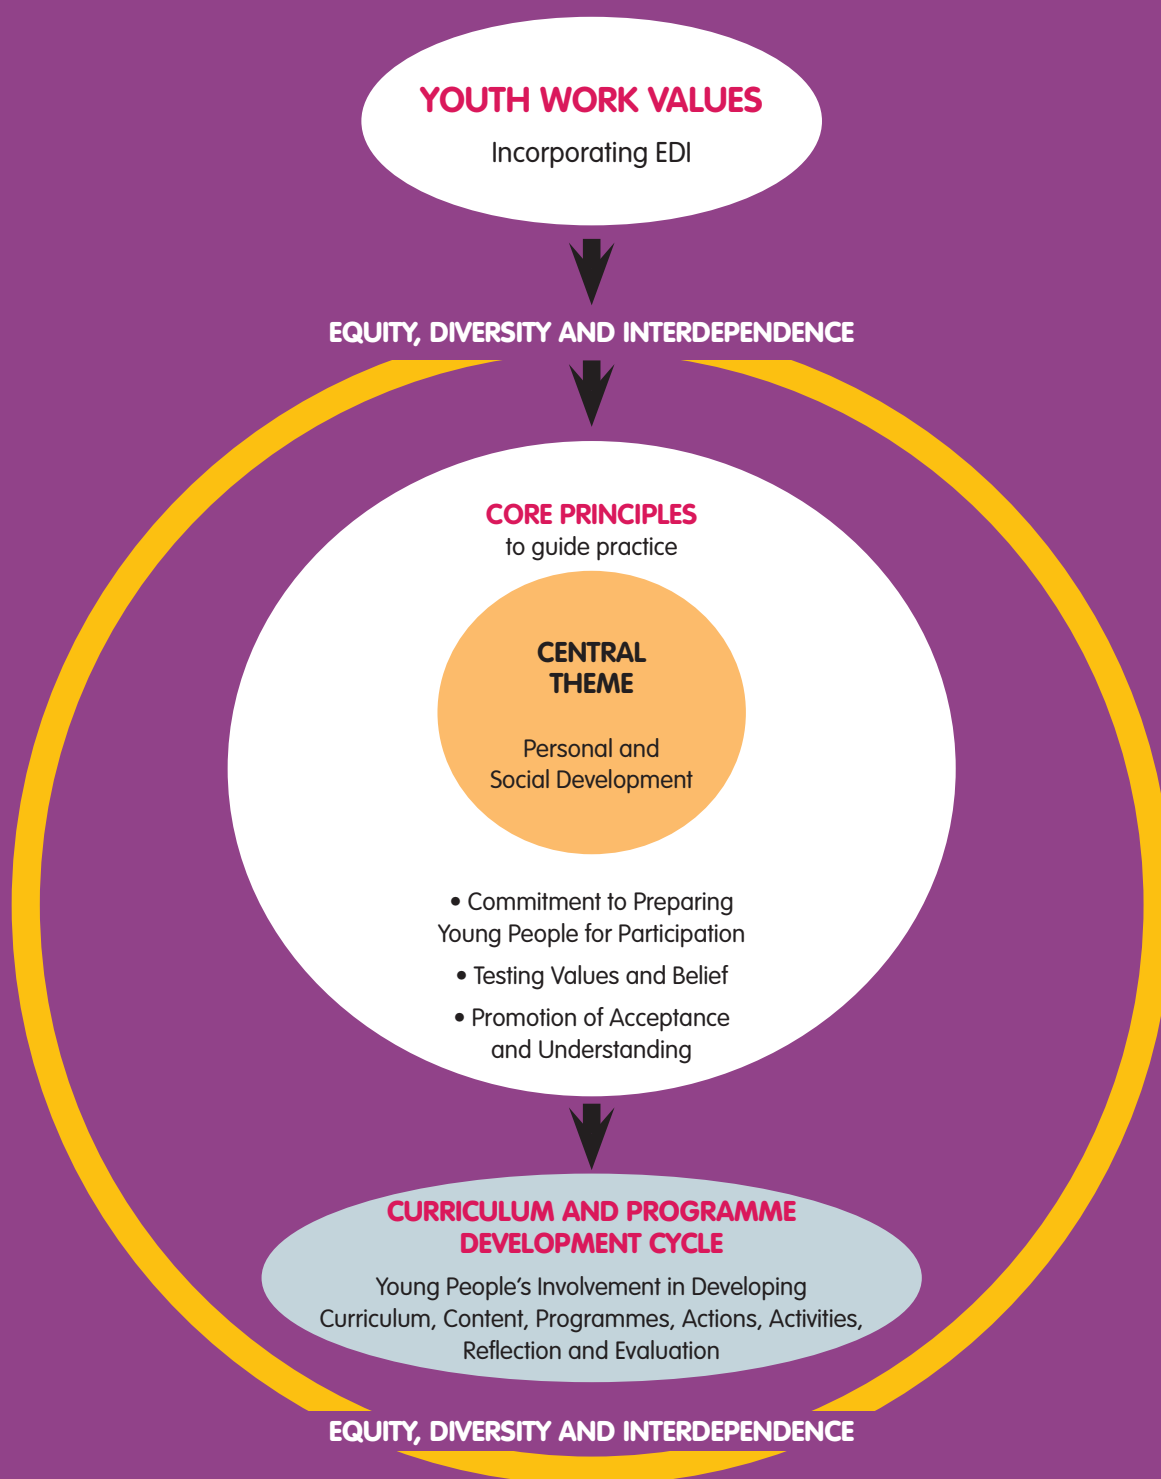 YOUTH WORK VALUES
Incorporating EDI
EQUITY, DIVERSITY AND INTERDEPENDENCE
CORE PRINCIPLES
to guide practice
CENTRAL
THEME
Personal and
Social Development
• Commitment to Preparing
Young People for Participation
• Testing Values and Belief
• Promotion of Acceptance
and Understanding
CURRICULUM AND PROGRAMME
DEVELOPMENT CYCLE
Young People’s Involvement in Developing
Curriculum, Content, Programmes, Actions, Activities,
Reflection and Evaluation
EQUITY, DIVERSITY AND INTERDEPENDENCE